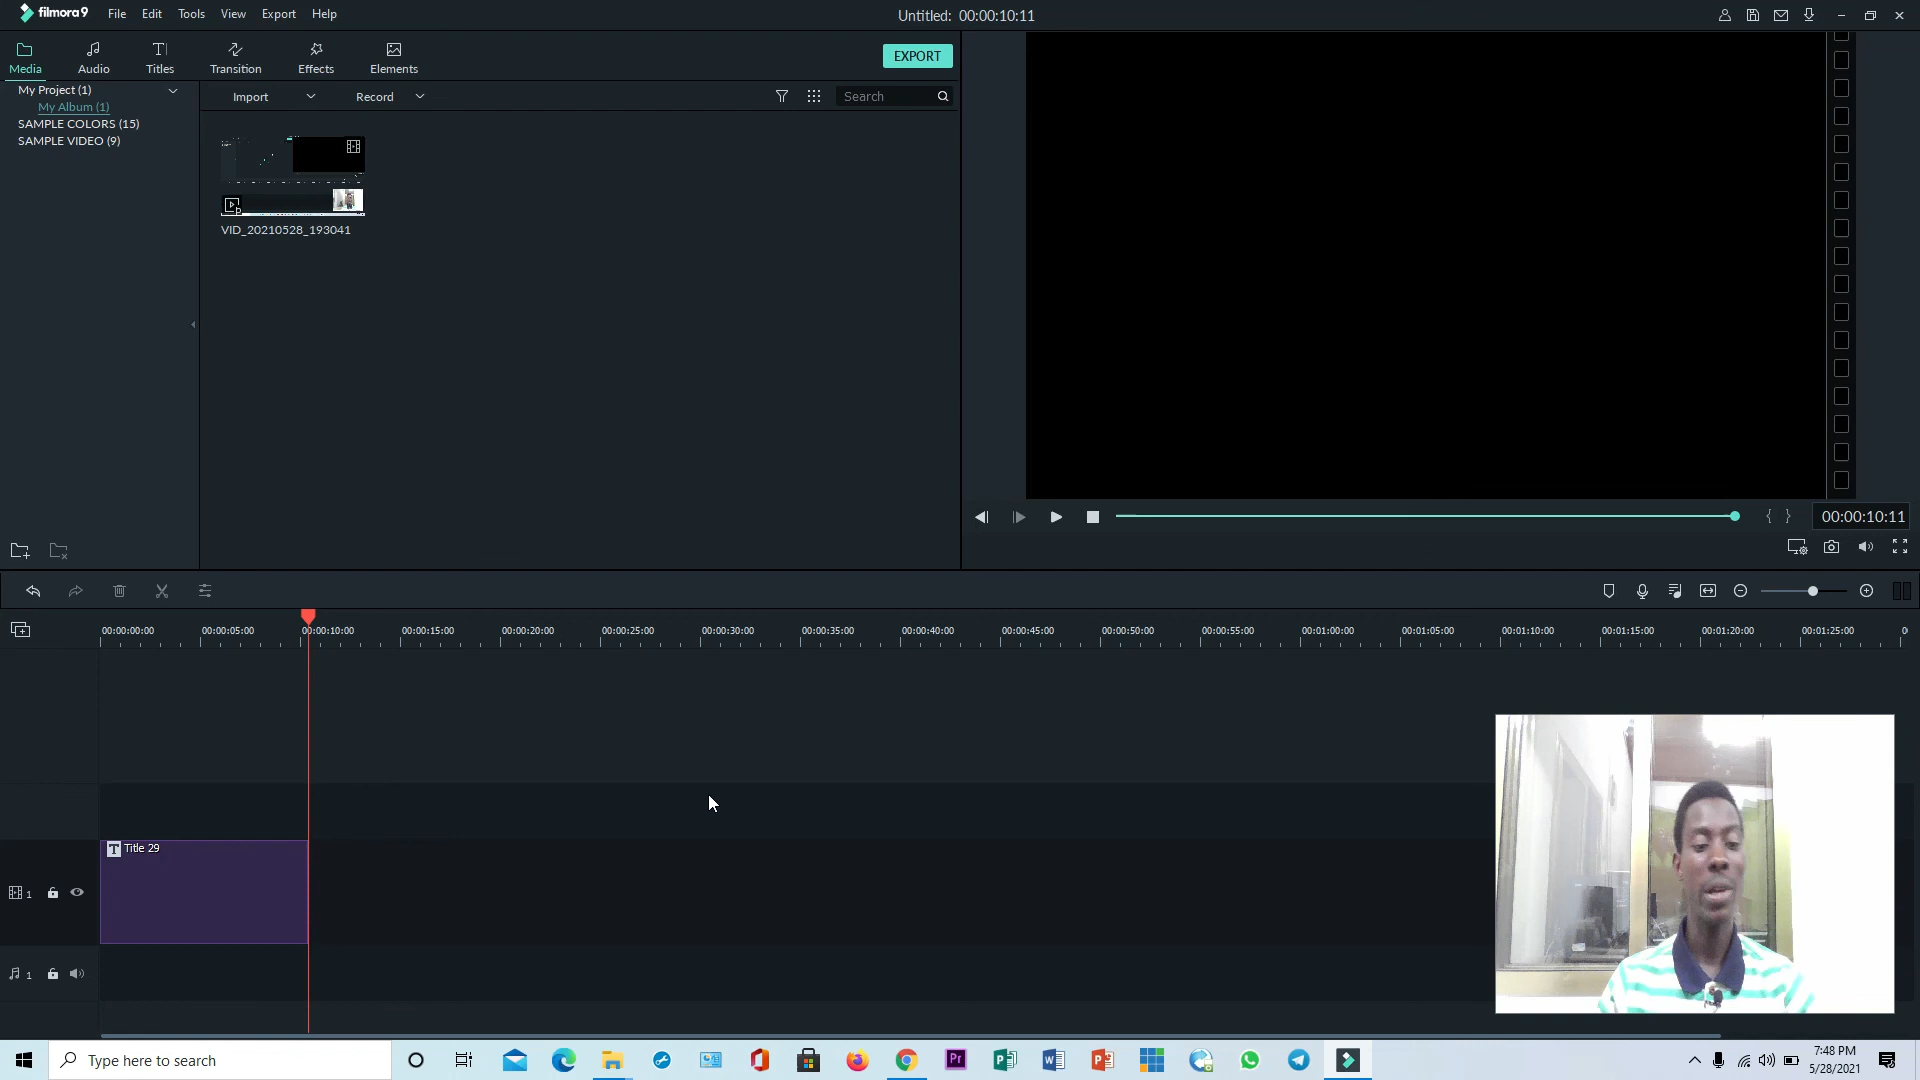 filmora9 File Edit Tools View Export Help
Untitled: 00:00:10:11
Media Audio Titles Transition Effects Elements
EXPORT
My Project (1)
My Album (1)
SAMPLE COLORS (15)
SAMPLE VIDEO (9)
Import Record
Search
VID_20210528_193041
00:00:10:11
00:00:00:00 00:00:05:00 00:00:10:00 00:00:15:00 00:00:20:00 00:00:25:00 00:00:30:00 00:00:35:00 00:00:40:00 00:00:45:00 00:00:50:00 00:00:55:00 00:01:00:00 00:01:05:00 00:01:10:00 00:01:15:00 00:01:20:00 00:01:25:00
T Title 29
1
1
Type here to search
Pr
7:48 PM
5/28/2021